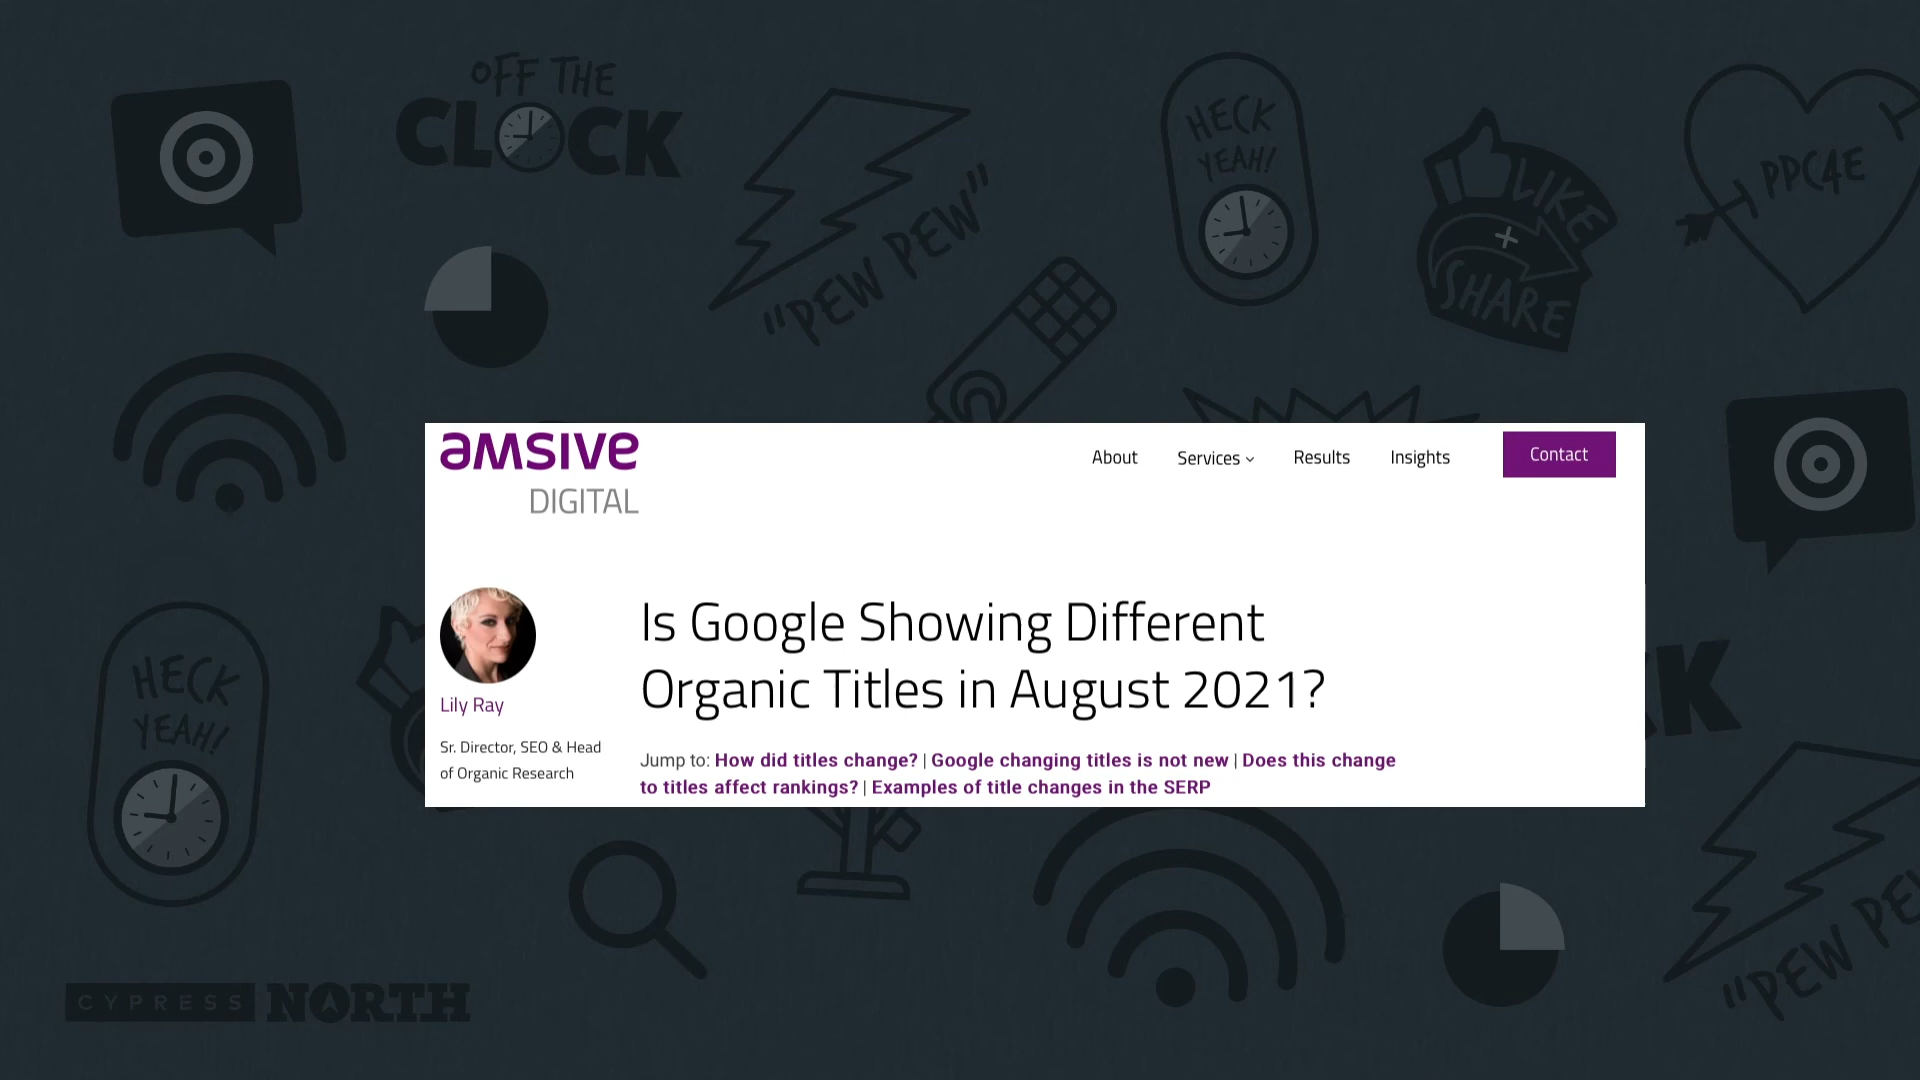 OFF THE
CLOCK
"PEW PEW"
HECK
YEAH!
LIKE
+
SHARE
PPC4E
amsive
DIGITAL
About
Services
Results
Insights
Contact
Is Google Showing Different
Organic Titles in August 2021?
Lily Ray
Sr. Director, SEO & Head
of Organic Research
Jump to: How did titles change? | Google changing titles is not new | Does this change
to titles affect rankings? | Examples of title changes in the SERP
HECK
YEAH!
CK
"PEW PEW
CYPRESS NORTH